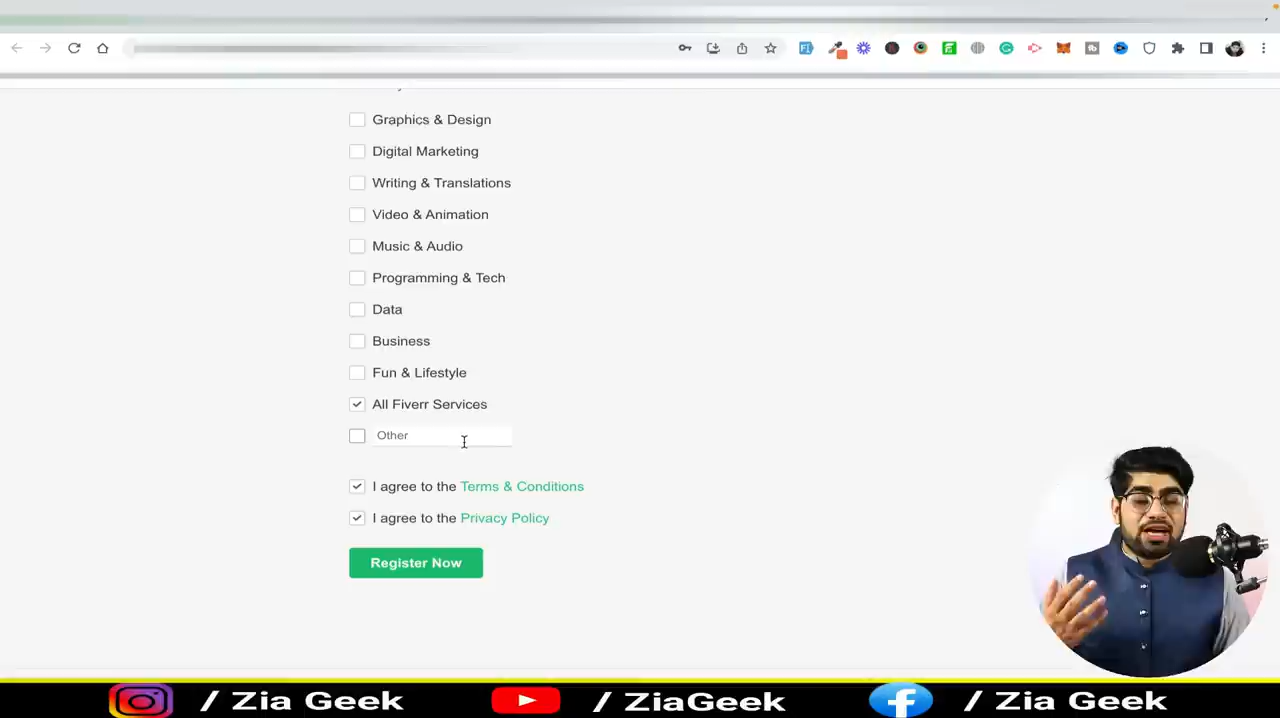 Graphics & Design
Digital Marketing
Writing & Translations
Video & Animation
Music & Audio
Programming & Tech
Data
Business
Fun & Lifestyle
All Fiverr Services
Other
I agree to the Terms & Conditions
I agree to the Privacy Policy
Register Now
/ Zia Geek / ZiaGeek / Zia Geek